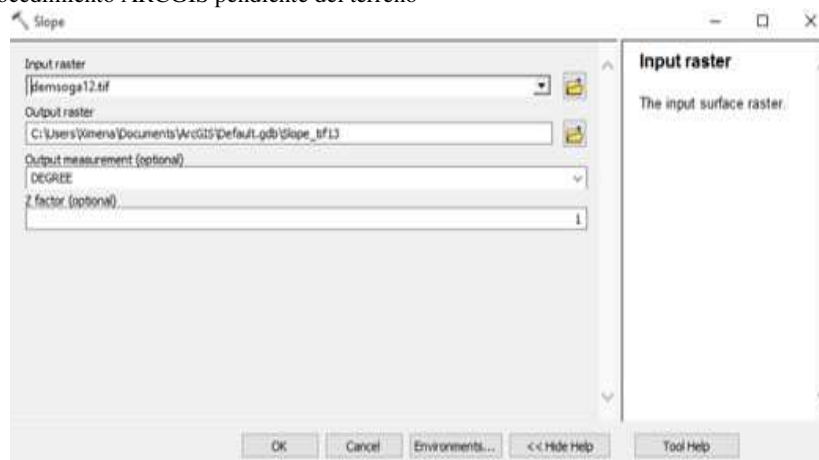 ocedimiento ARCGIS pendiente del terreno
Slope
Input raster
demsoga12.tif
Output raster
C:\Users\Ximena\Documents\ArcGIS\Default.gdb\Slope_tif13
Output measurement (optional)
DEGREE
Z factor (optional)
1
OK
Cancel
Environments...
<< Hide Help
Input raster
The input surface raster.
Tool Help